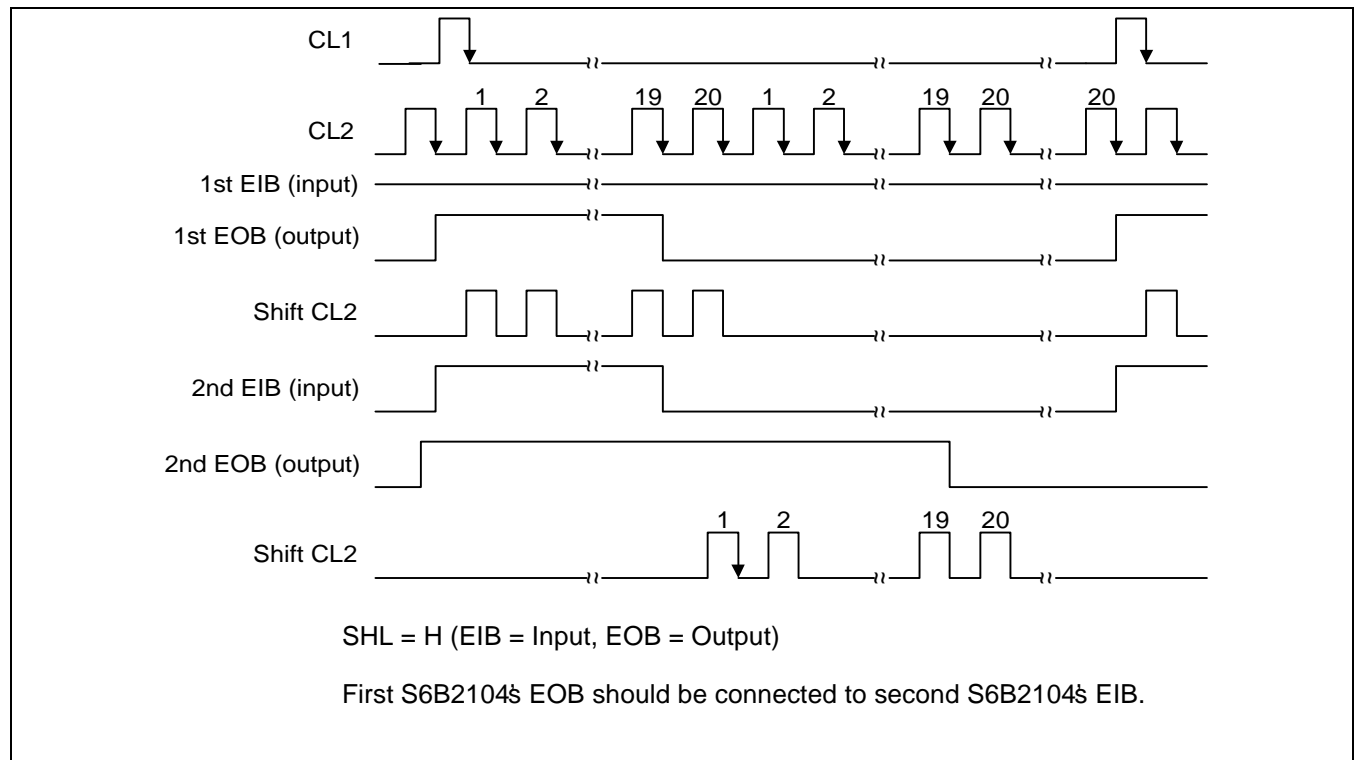 CL1
1 2 19 20 1 2 19 20 20
CL2
1st EIB (input)
1st EOB (output)
Shift CL2
2nd EIB (input)
2nd EOB (output)
1 2 19 20
Shift CL2
SHL = H (EIB = Input, EOB = Output)
First S6B2104's EOB should be connected to second S6B2104's EIB.